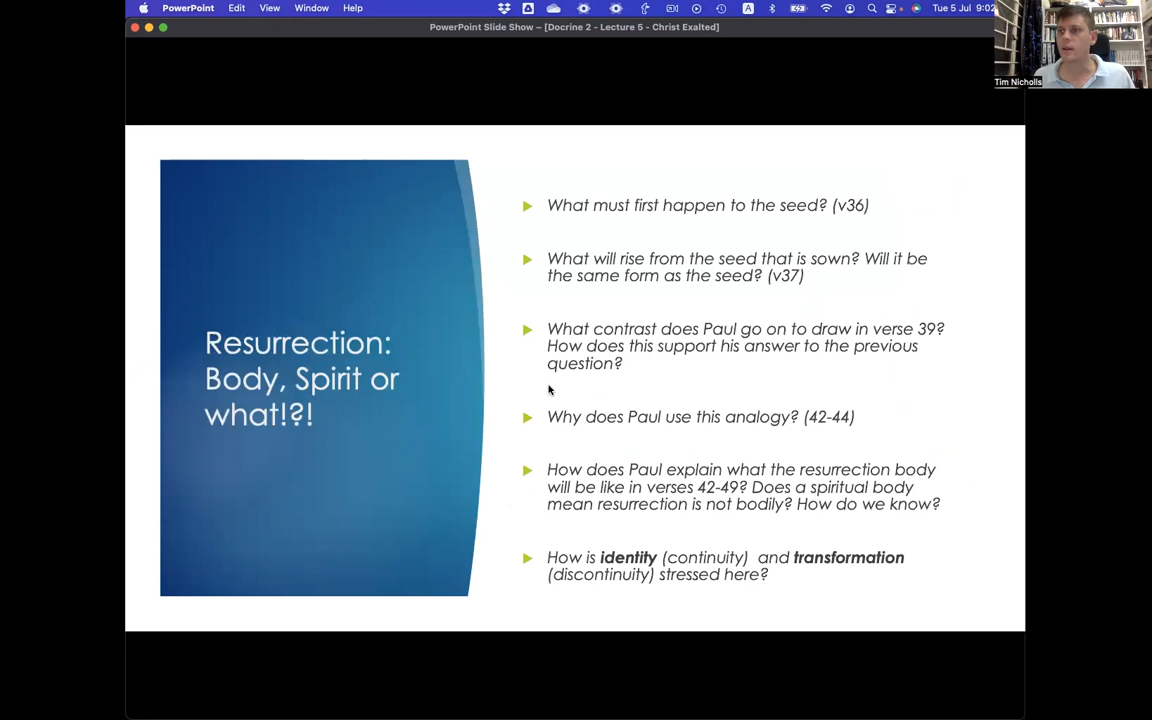 PowerPoint Edit View Window Help Tue 5 Jul 9:02
PowerPoint Slide Show – [Docrine 2 - Lecture 5 - Christ Exalted]
Tim Nicholls
Resurrection:
Body, Spirit or
what!?!
What must first happen to the seed? (v36)
What will rise from the seed that is sown? Will it be
the same form as the seed? (v37)
What contrast does Paul go on to draw in verse 39?
How does this support his answer to the previous
question?
Why does Paul use this analogy? (42-44)
How does Paul explain what the resurrection body
will be like in verses 42-49? Does a spiritual body
mean resurrection is not bodily? How do we know?
How is identity (continuity) and transformation
(discontinuity) stressed here?